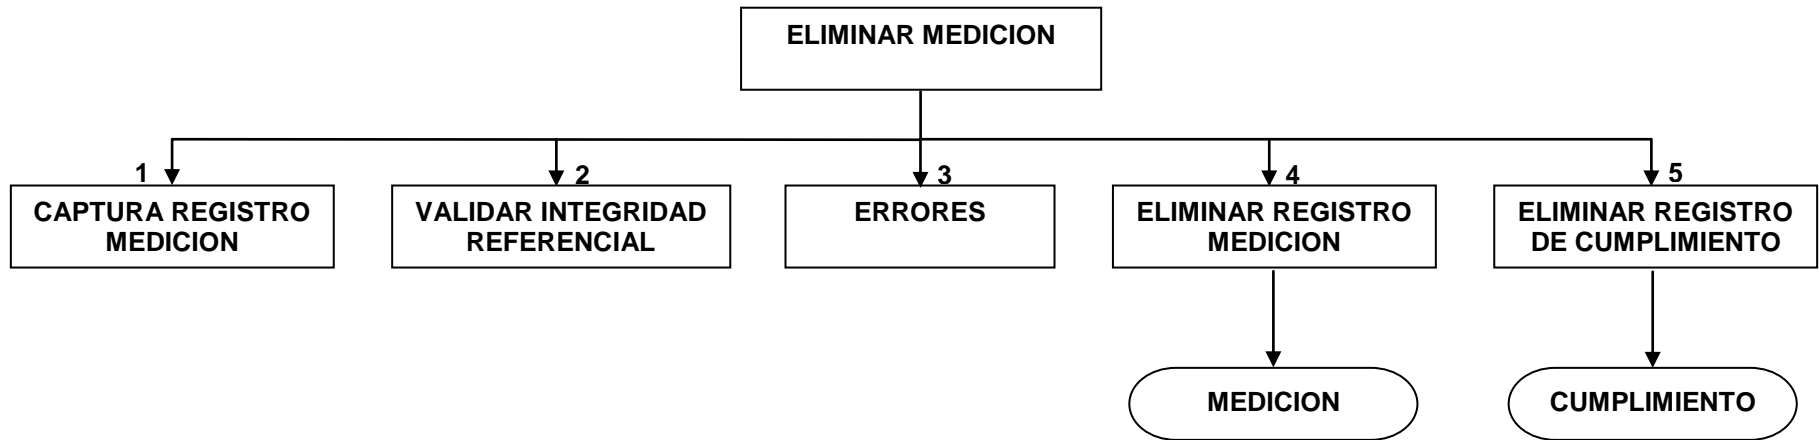 ELIMINAR MEDICION
1
2
3
4
5
CAPTURA REGISTRO
MEDICION
VALIDAR INTEGRIDAD
REFERENCIAL
ERRORES
ELIMINAR REGISTRO
MEDICION
ELIMINAR REGISTRO
DE CUMPLIMIENTO
MEDICION
CUMPLIMIENTO